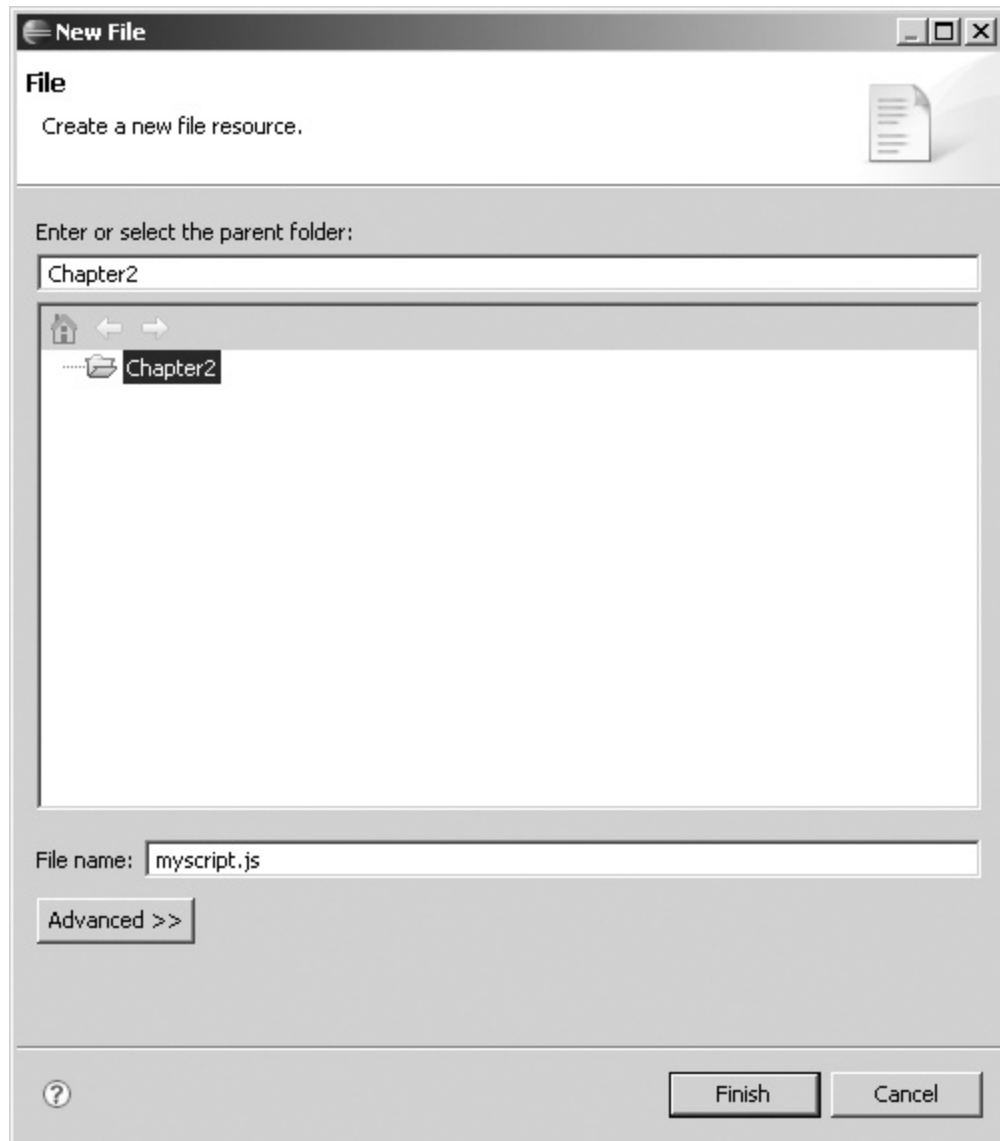 New File
File
Create a new file resource.
Enter or select the parent folder:
Chapter2
Chapter2
File name: myscript.js
Advanced >>
?
Finish Cancel